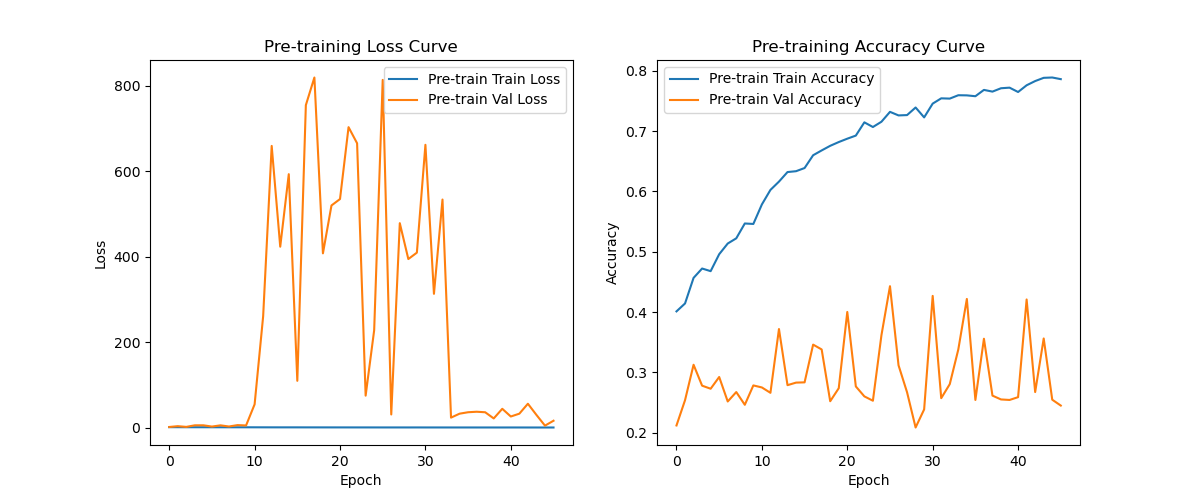 Pre-training Loss Curve
Pre-train Train Loss
Pre-train Val Loss
800
600
400
200
0
Loss
0 10 20 30 40
Epoch
Pre-training Accuracy Curve
Pre-train Train Accuracy
Pre-train Val Accuracy
0.8
0.7
0.6
0.5
0.4
0.3
0.2
Accuracy
0 10 20 30 40
Epoch